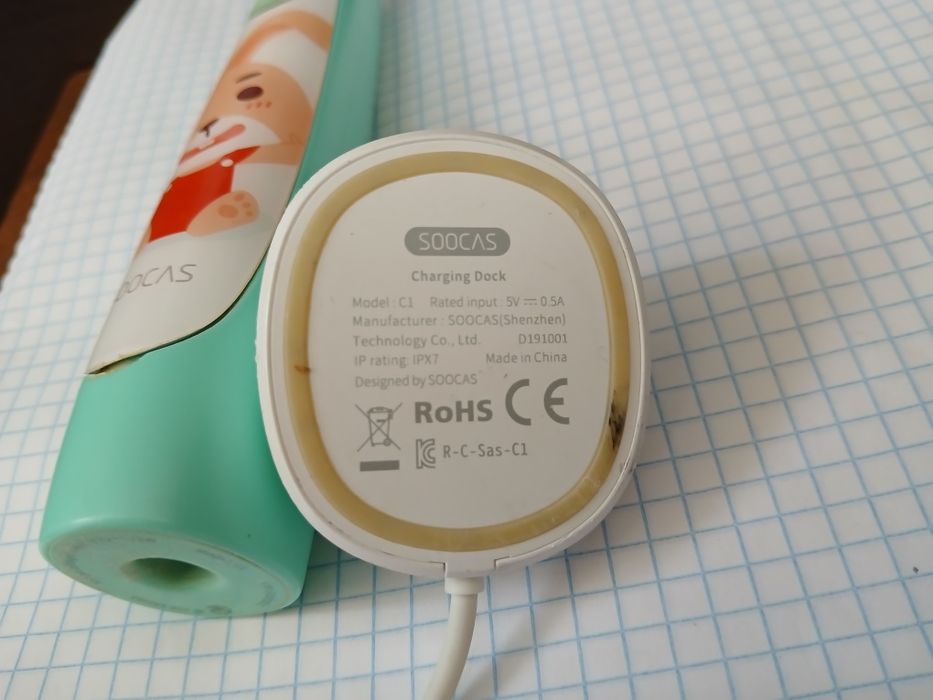 SOOCAS
Charging Dock
Model : C1 Rated input : 5V ⎓ 0.5A
Manufacturer : SOOCAS(Shenzhen)
Technology Co., Ltd. D191001
IP rating: IPX7 Made in China
Designed by SOOCAS
RoHS CE
R-C-Sas-C1
SOOCAS